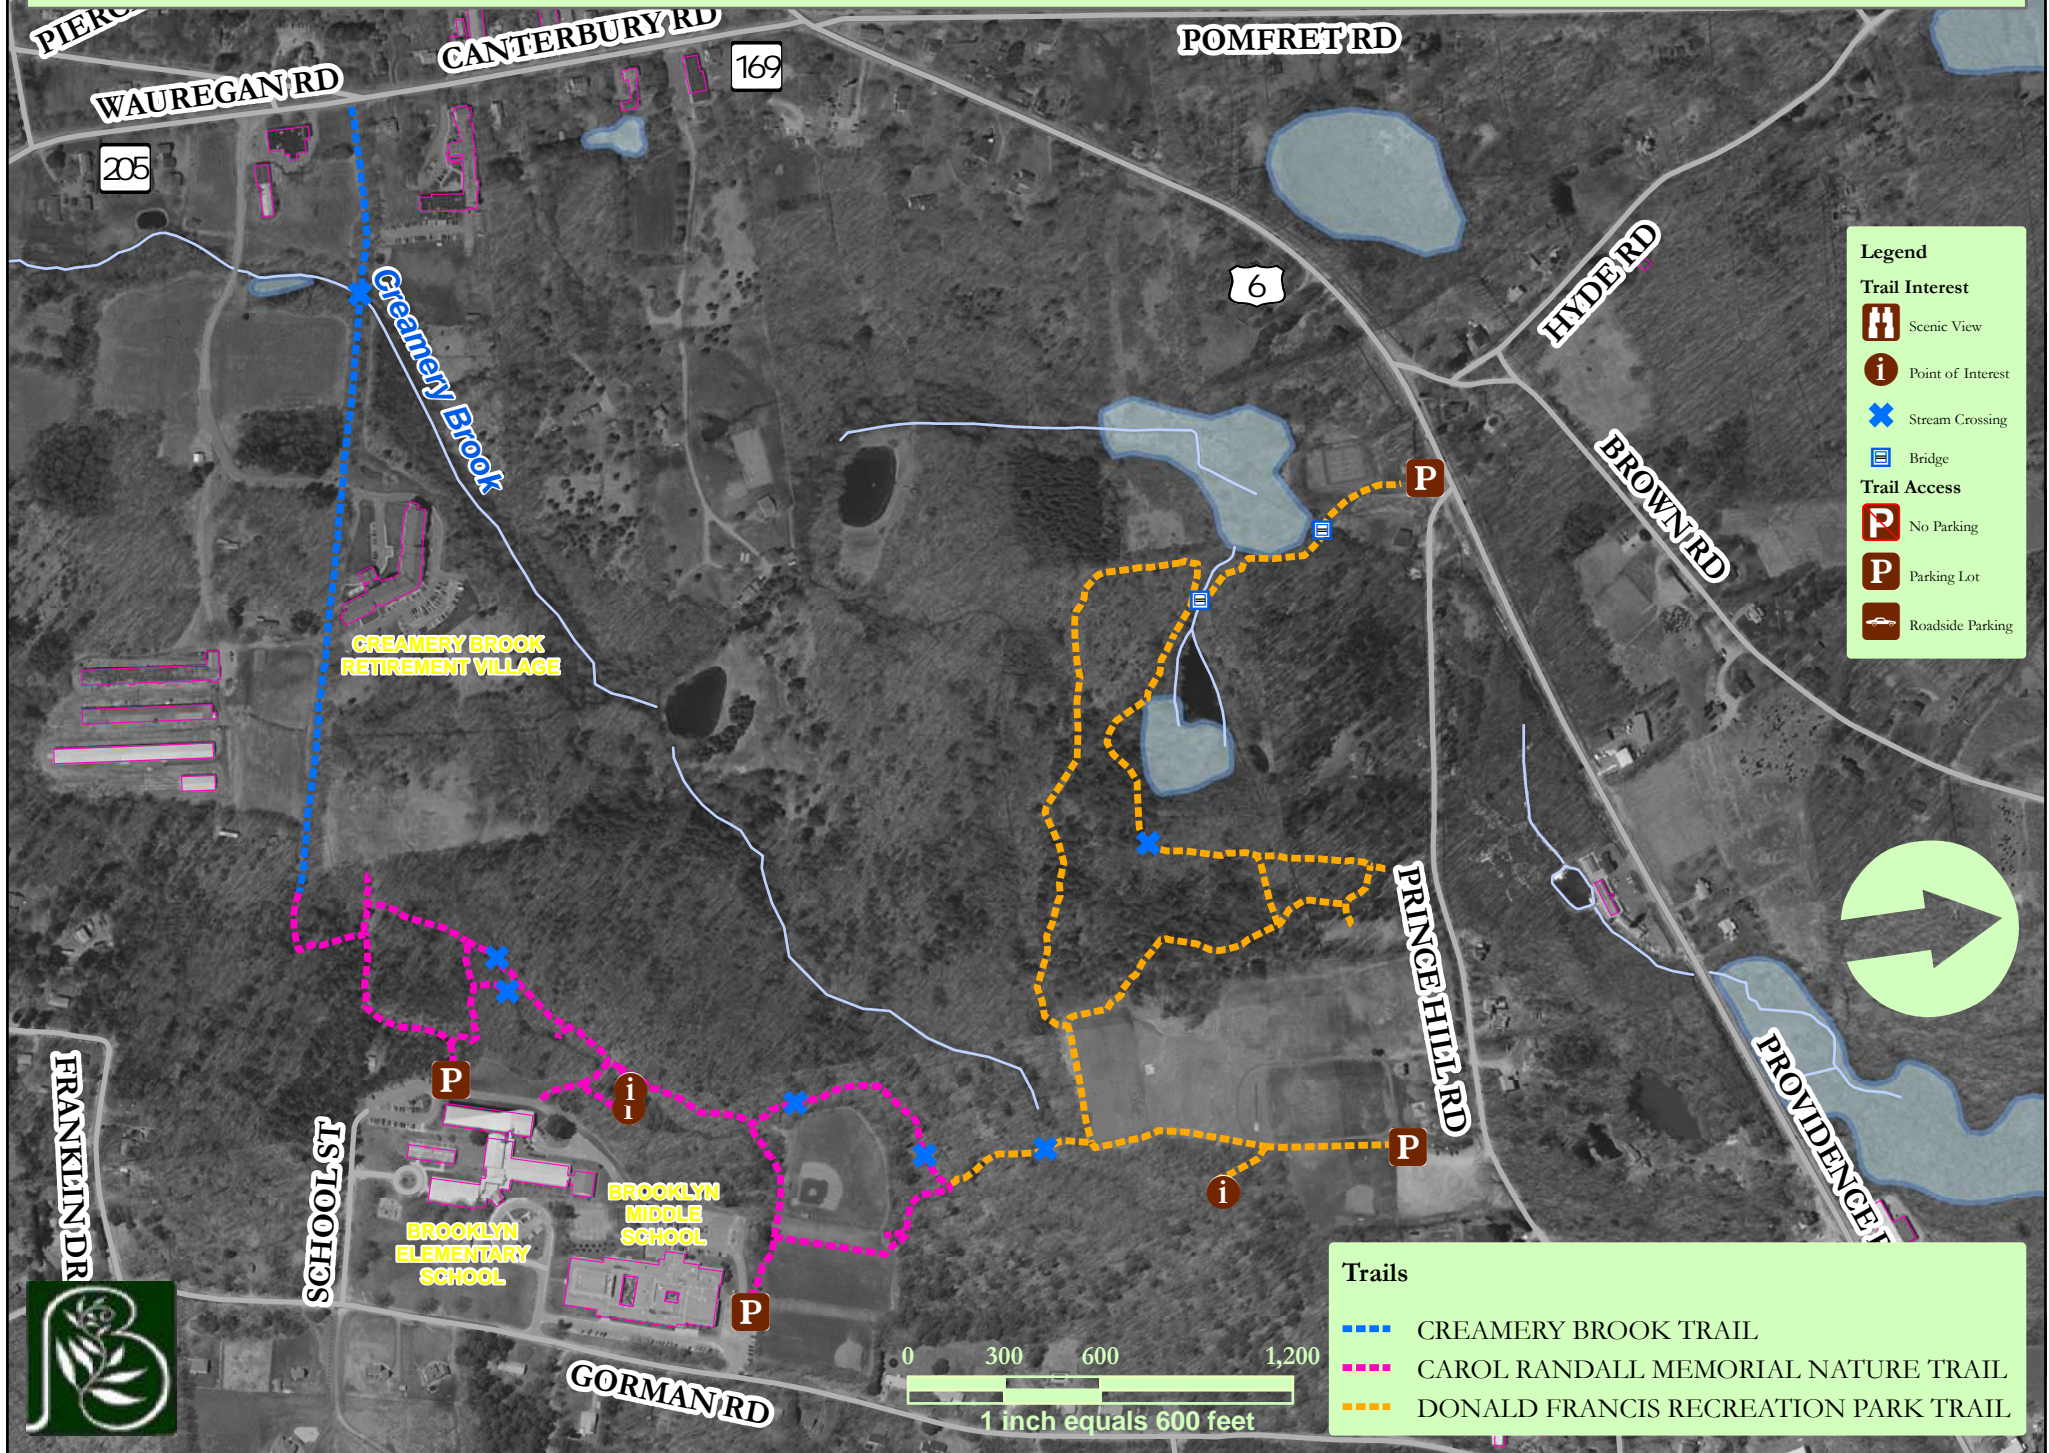 CANTERBURY RD
POMFRET RD
169
WAUREGAN RD
205
Creamery Brook
6
HYDE RD
BROWN RD
Legend
Trail Interest
Scenic View
i
Point of Interest
Stream Crossing
Bridge
Trail Access
P
No Parking
P
Parking Lot
Roadside Parking
P
CREAMERY BROOK
RETIREMENT VILLAGE
PRINCE HILL RD
PROVIDENCE
FRANKLIN DR
SCHOOL ST
P
i
i
P
i
BROOKLYN
MIDDLE
SCHOOL
BROOKLYN
ELEMENTARY
SCHOOL
P
GORMAN RD
0 300 600 1,200
1 inch equals 600 feet
Trails
CREAMERY BROOK TRAIL
CAROL RANDALL MEMORIAL NATURE TRAIL
DONALD FRANCIS RECREATION PARK TRAIL